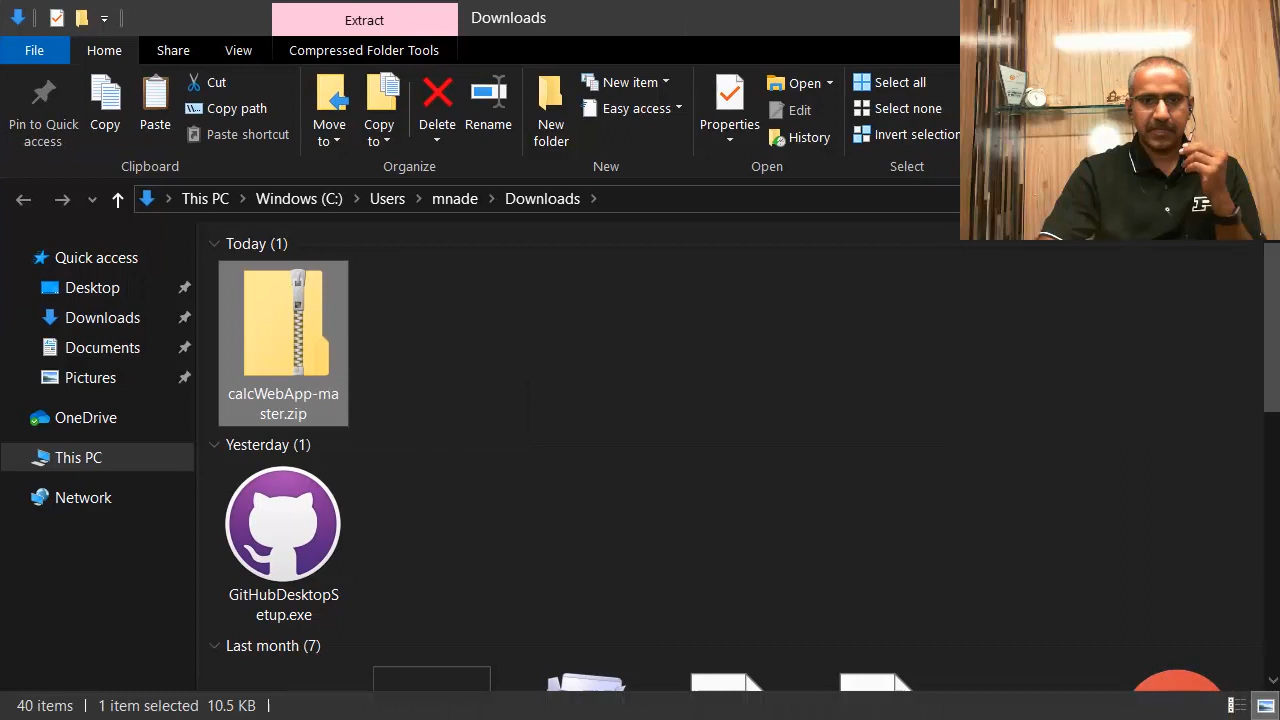 Extract
Downloads
File
Home
Share
View
Compressed Folder Tools
Pin to Quick access
Copy
Paste
Cut
Copy path
Paste shortcut
Clipboard
Move to
Copy to
Delete
Rename
Organize
New folder
New item
Easy access
New
Properties
Open
Edit
History
Open
Select all
Select none
Invert selection
Select
This PC
Windows (C:)
Users
mnade
Downloads
Quick access
Desktop
Downloads
Documents
Pictures
OneDrive
This PC
Network
Today (1)
calcWebApp-ma
ster.zip
Yesterday (1)
GitHubDesktopS
etup.exe
Last month (7)
40 items
1 item selected 10.5 KB